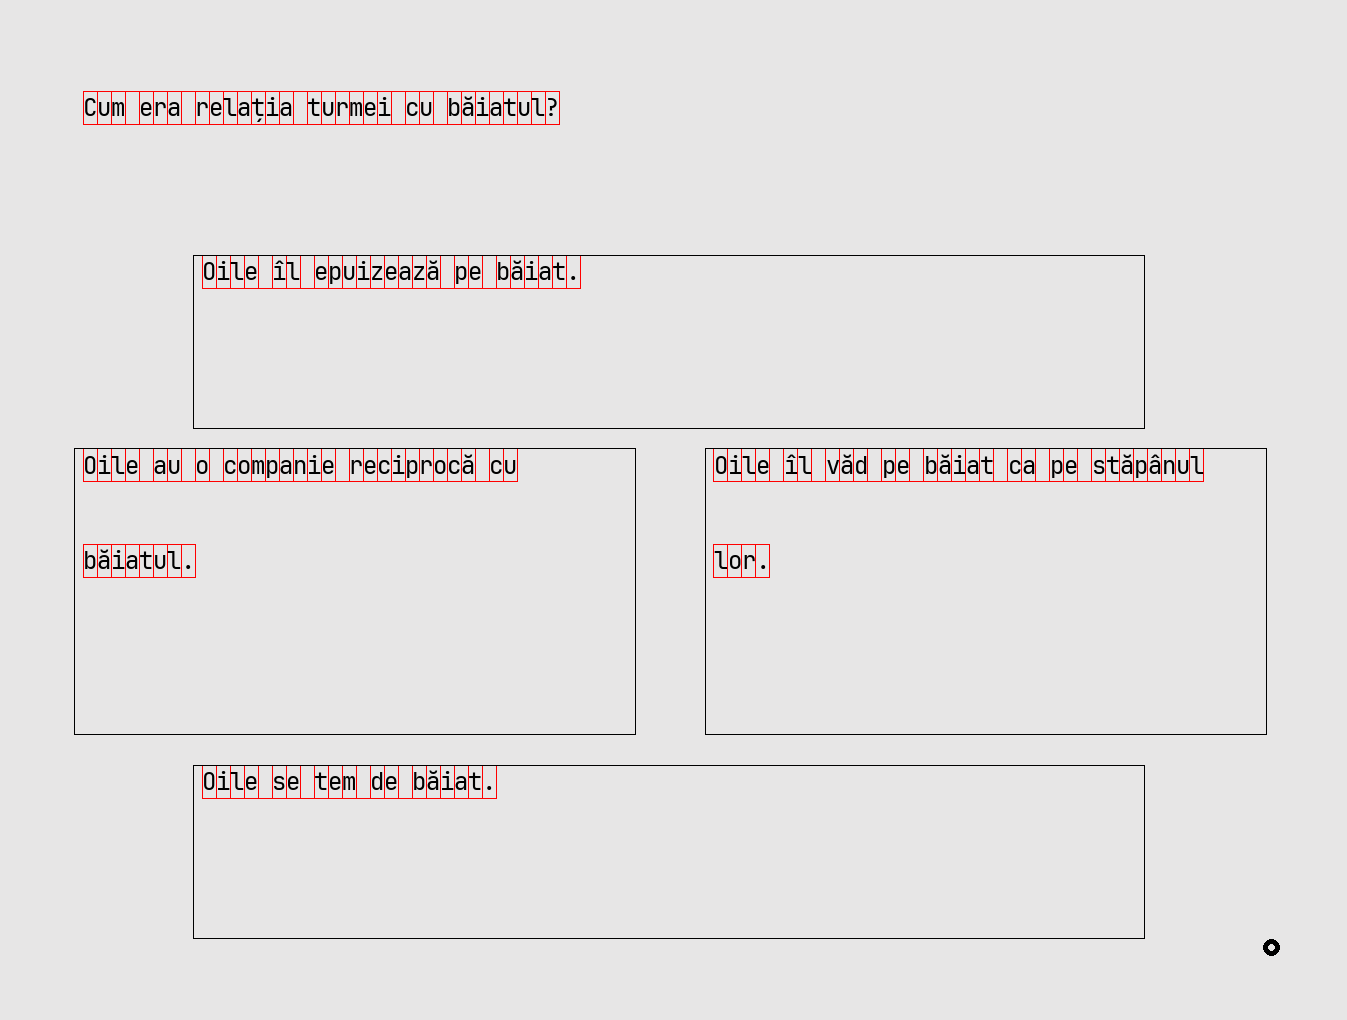 Cum era relația turmei cu băiatul?
Oile îl epuizează pe băiat.
Oile au o companie reciprocă cu
băiatul.
Oile îl văd pe băiat ca pe stăpânul
lor.
Oile se tem de băiat.